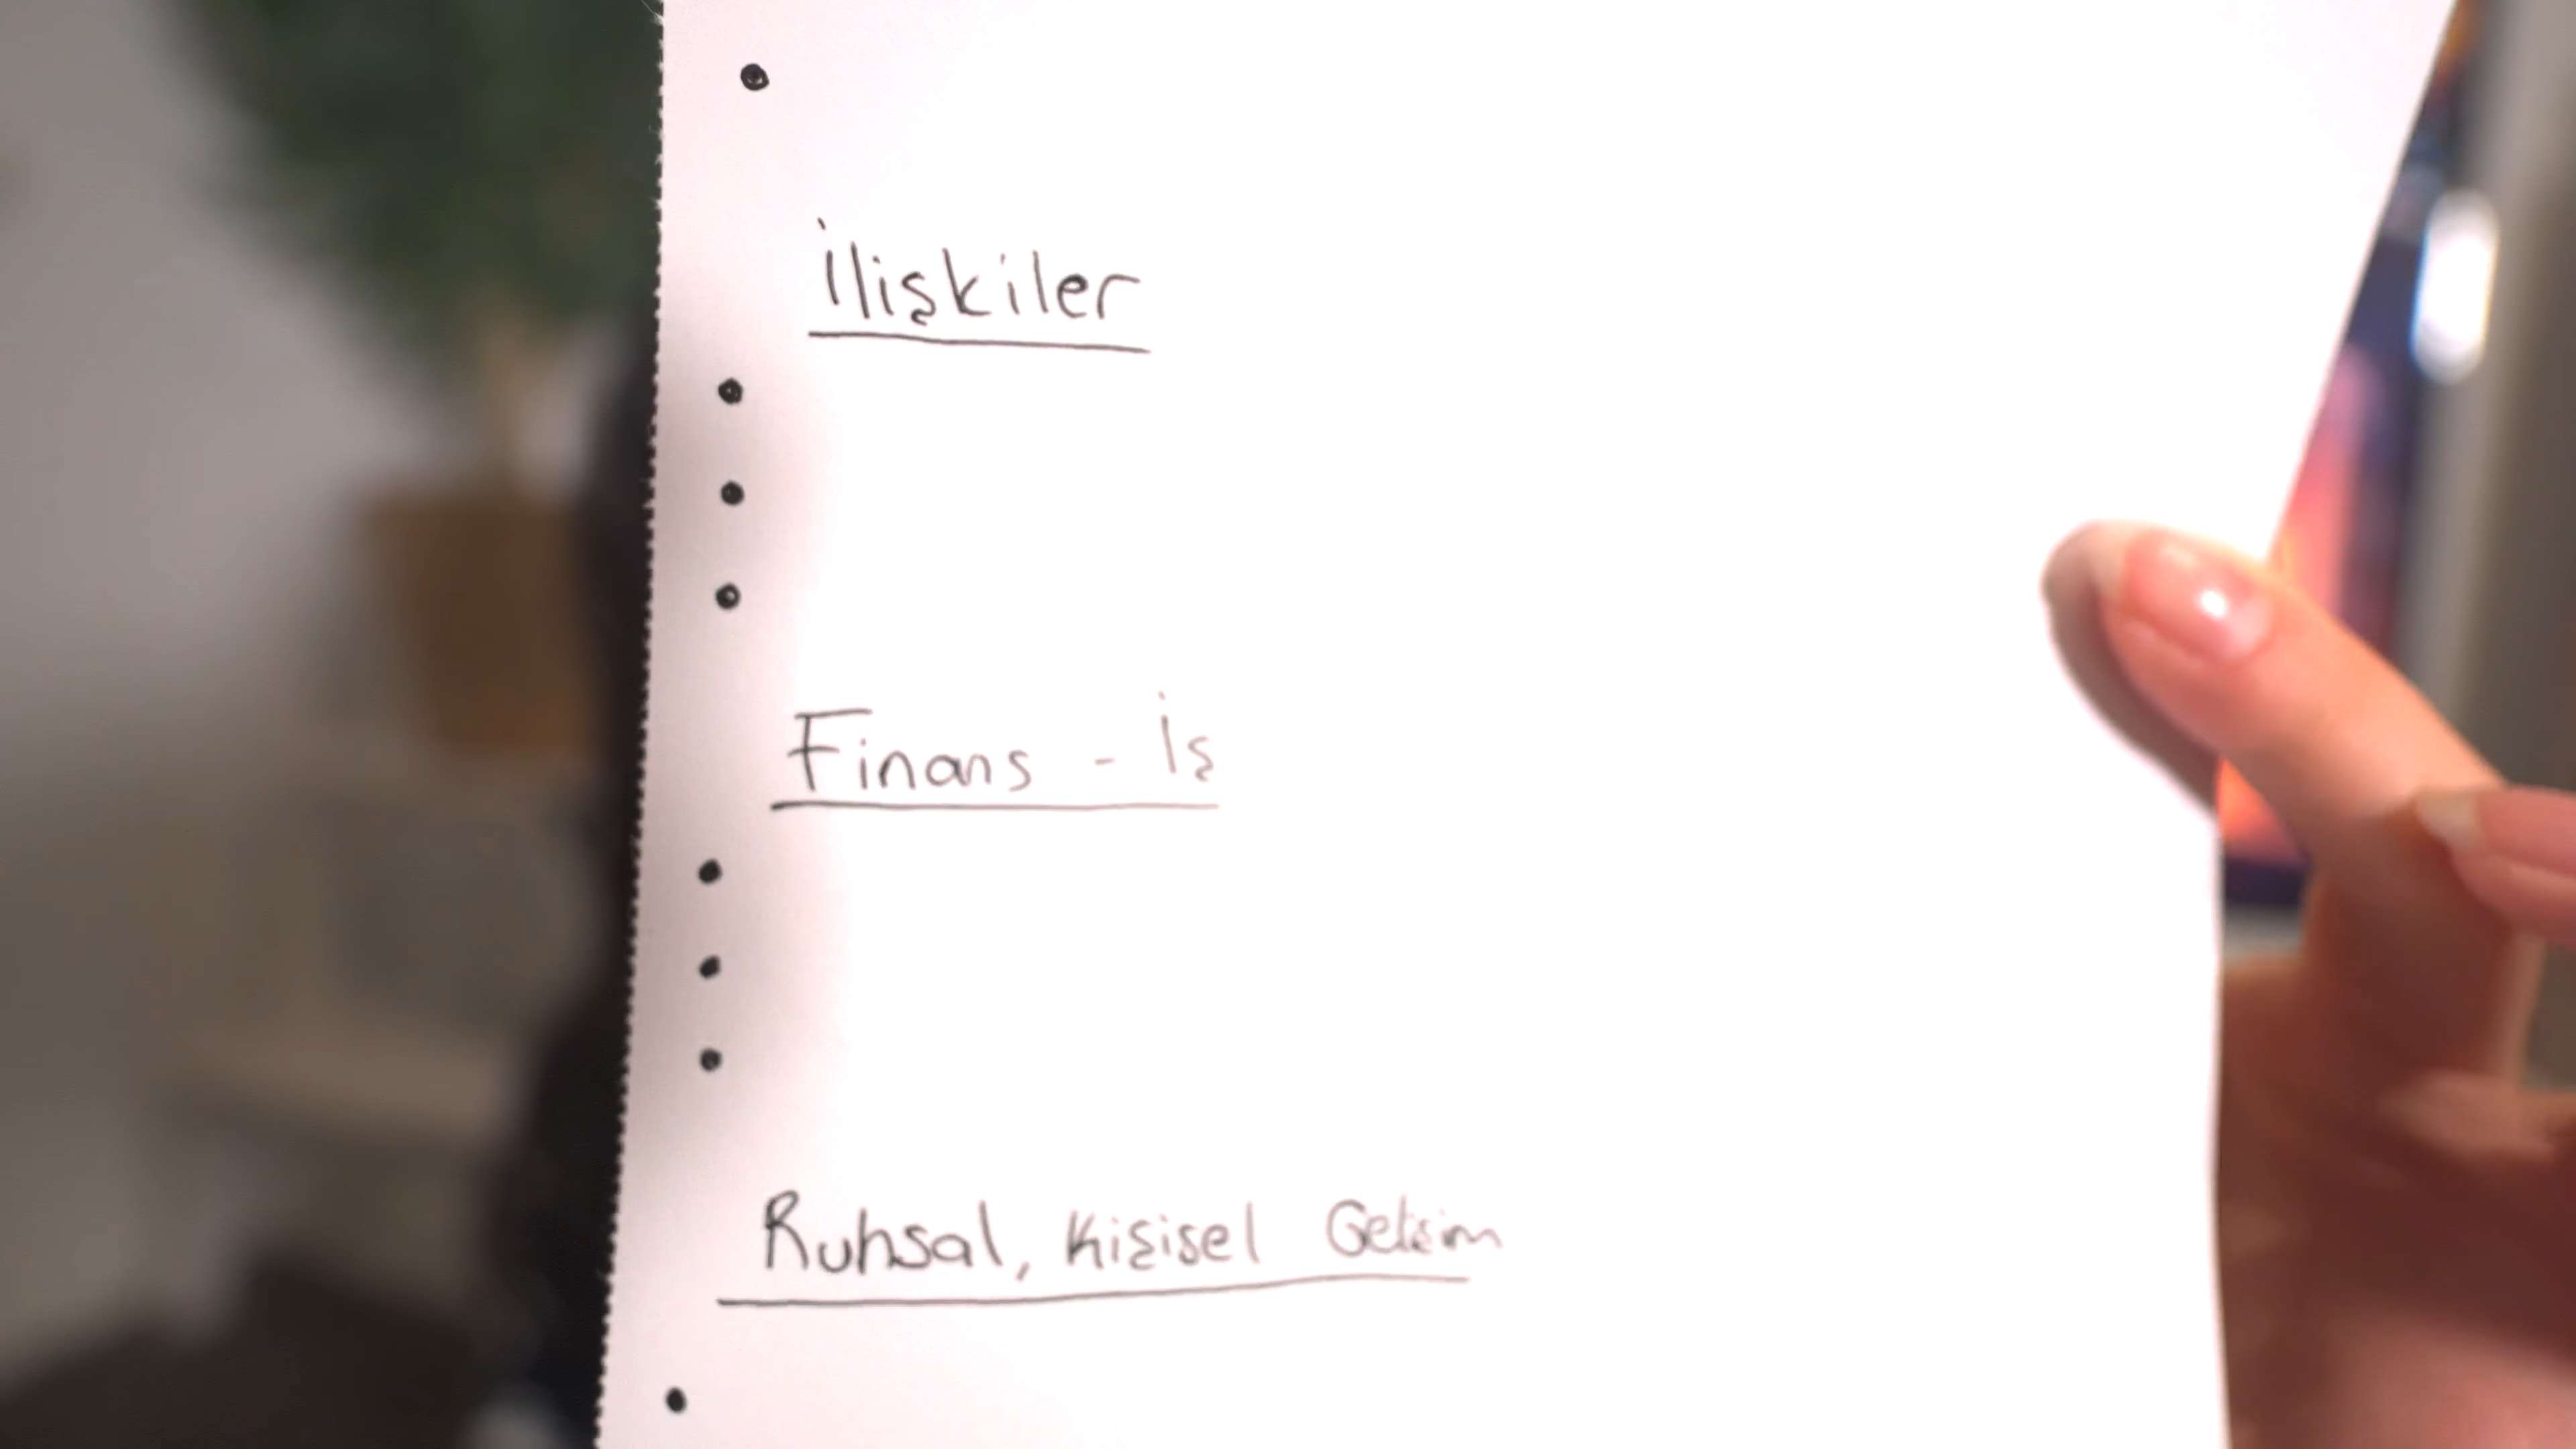 •
İlişkiler
•
•
•
Finans - İş
•
•
•
Ruhsal, Kişisel Gelişim
•